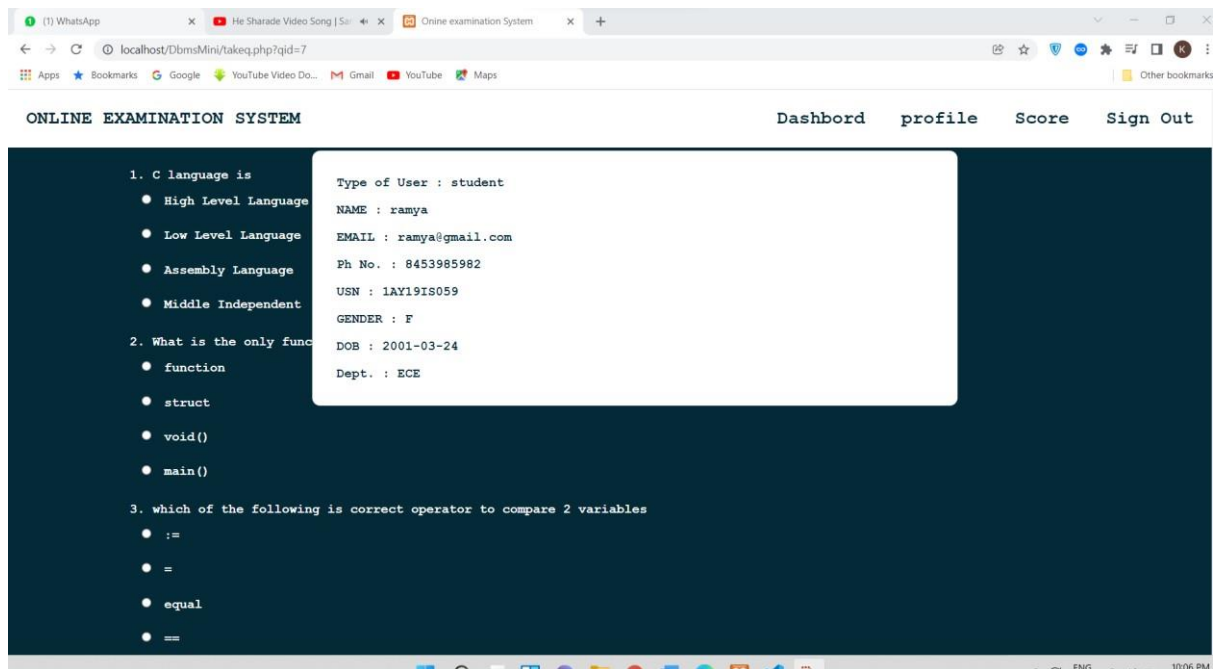 (1) WhatsApp
He Sharade Video Song | Sa
Onine examination System
localhost/DbmsMini/takeq.php?qid=7
K
Apps Bookmarks Google YouTube Video Do... Gmail YouTube Maps Other bookmarks
ONLINE EXAMINATION SYSTEM Dashbord profile Score Sign Out
1. C language is
High Level Language
Low Level Language
Assembly Language
Middle Independent
2. What is the only func
function
struct
void()
main()
3. which of the following is correct operator to compare 2 variables
:=
=
equal
==
Type of User : student
NAME : ramya
EMAIL : ramya@gmail.com
Ph No. : 8453985982
USN : 1AY19IS059
GENDER : F
DOB : 2001-03-24
Dept. : ECE
ENG
10:06 PM